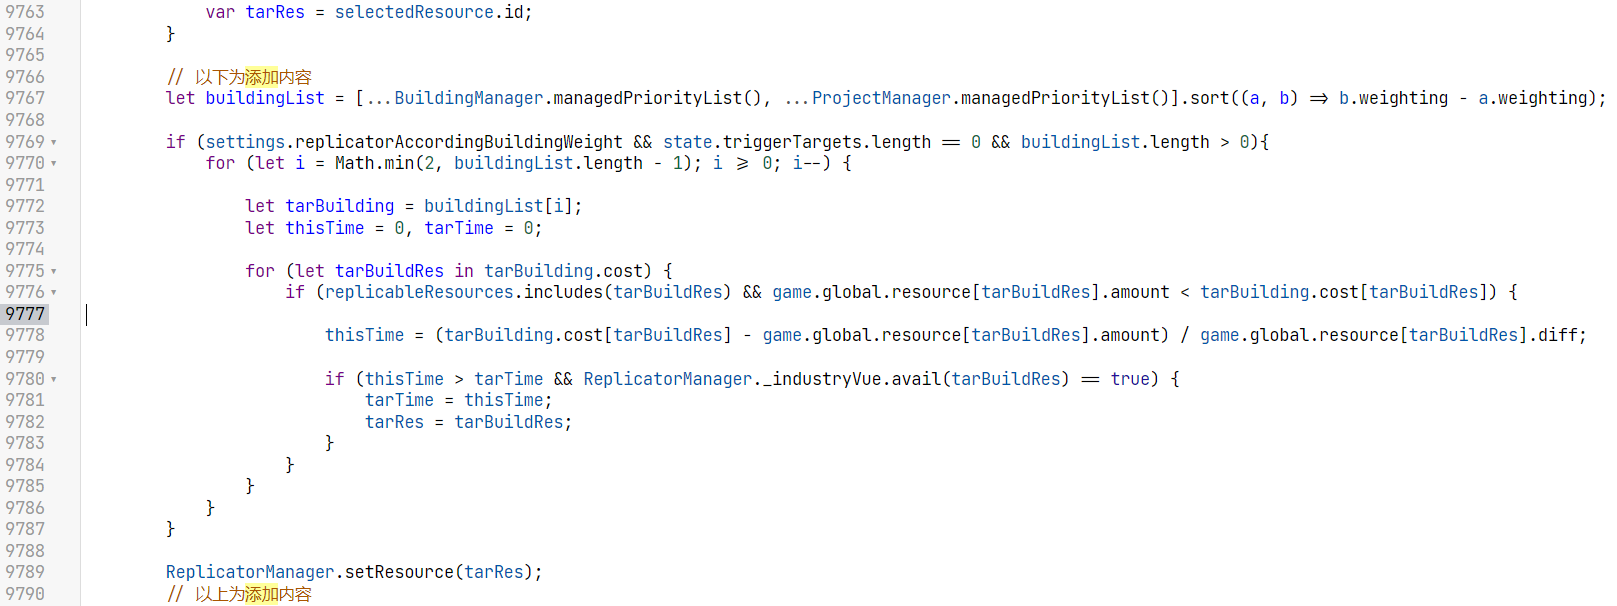 9763 var tarRes = selectedResource.id;
9764 }
9765
9766 // 以下为添加内容
9767 let buildingList = [...BuildingManager.managedPriorityList(), ...ProjectManager.managedPriorityList()].sort((a, b) => b.weighting - a.weighting);
9768
9769 if (settings.replicatorAccordingBuildingWeight && state.triggerTargets.length == 0 && buildingList.length > 0){
9770 for (let i = Math.min(2, buildingList.length - 1); i >= 0; i--) {
9771
9772 let tarBuilding = buildingList[i];
9773 let thisTime = 0, tarTime = 0;
9774
9775 for (let tarBuildRes in tarBuilding.cost) {
9776 if (replicableResources.includes(tarBuildRes) && game.global.resource[tarBuildRes].amount < tarBuilding.cost[tarBuildRes]) {
9777
9778 thisTime = (tarBuilding.cost[tarBuildRes] - game.global.resource[tarBuildRes].amount) / game.global.resource[tarBuildRes].diff;
9779
9780 if (thisTime > tarTime && ReplicatorManager._industryVue.avail(tarBuildRes) == true) {
9781 tarTime = thisTime;
9782 tarRes = tarBuildRes;
9783 }
9784 }
9785 }
9786 }
9787 }
9788
9789 ReplicatorManager.setResource(tarRes);
9790 // 以上为添加内容